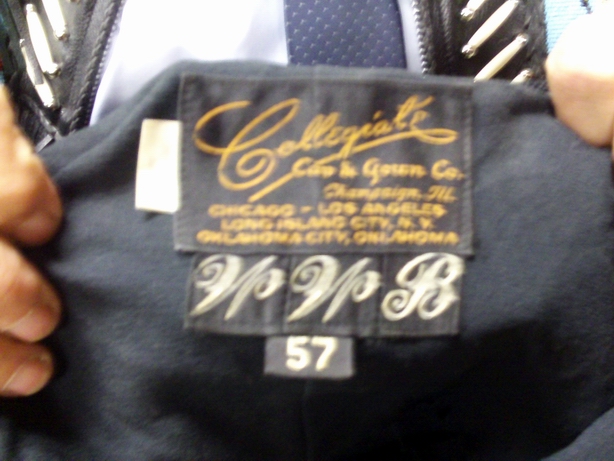 Collegiate
Cap & Gown Co.
Champaign, Ill.
CHICAGO - LOS ANGELES
LONG ISLAND CITY, N.Y.
OKLAHOMA CITY, OKLAHOMA
W W B
57